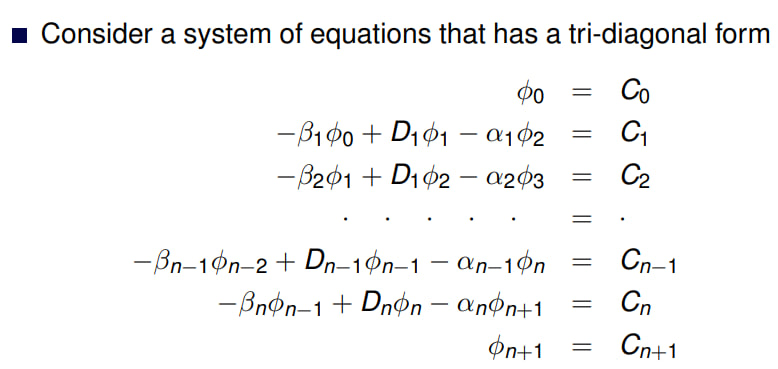 ■ Consider a system of equations that has a tri-diagonal form
ϕ₀ = C₀
−β₁ϕ₀ + D₁ϕ₁ − α₁ϕ₂ = C₁
−β₂ϕ₁ + D₁ϕ₂ − α₂ϕ₃ = C₂
. . . . . = .
−βₙ₋₁ϕₙ₋₂ + Dₙ₋₁ϕₙ₋₁ − αₙ₋₁ϕₙ = Cₙ₋₁
−βₙϕₙ₋₁ + Dₙϕₙ − αₙϕₙ₊₁ = Cₙ
ϕₙ₊₁ = Cₙ₊₁